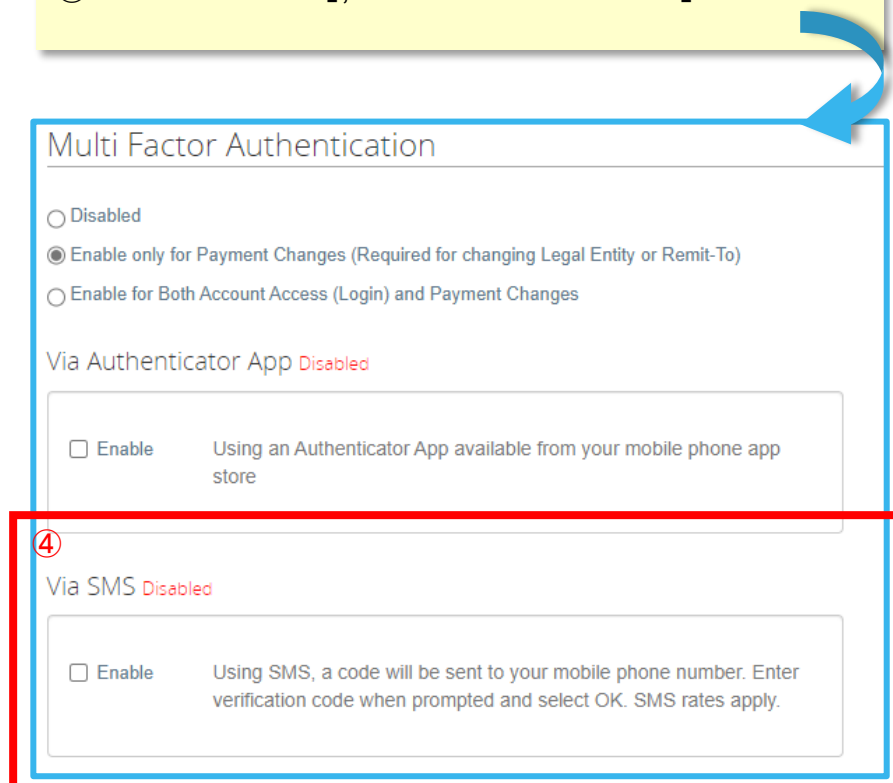 Multi Factor Authentication
Disabled
Enable only for Payment Changes (Required for changing Legal Entity or Remit-To)
Enable for Both Account Access (Login) and Payment Changes
Via Authenticator App Disabled
Enable
Using an Authenticator App available from your mobile phone app
store
④
Via SMS Disabled
Enable
Using SMS, a code will be sent to your mobile phone number. Enter
verification code when prompted and select OK. SMS rates apply.